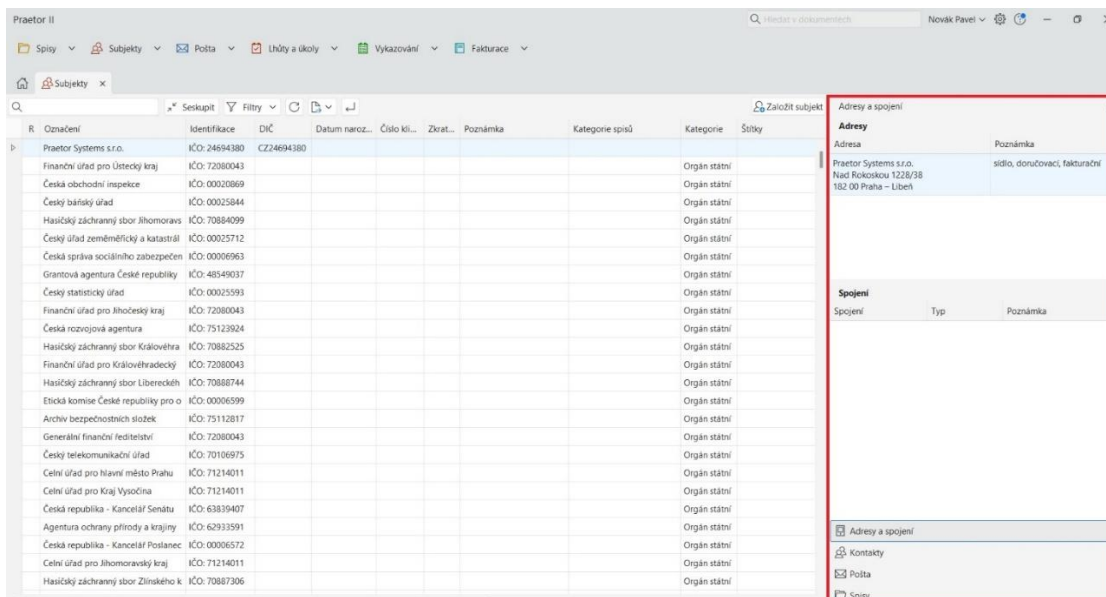 Praetor II
Hledat v dokumentech
Novák Pavel
Spisy Subjekty Pošta Lhůty a úkoly Vykazování Fakturace
Subjekty ×
Seskupit Filtry Založit subjekt
R Označení Identifikace DIČ Datum naroz... Číslo kli... Zkrat... Poznámka Kategorie spisů Kategorie Štítky
Praetor Systems s.r.o. IČO: 24694380 CZ24694380
Finanční úřad pro Ústecký kraj IČO: 72080043 Orgán státní
Česká obchodní inspekce IČO: 00020869 Orgán státní
Český báňský úřad IČO: 00025844 Orgán státní
Hasičský záchranný sbor Jihomoravs IČO: 70884099 Orgán státní
Český úřad zeměměřický a katastrál IČO: 00025712 Orgán státní
Česká správa sociálního zabezpečen IČO: 00006963 Orgán státní
Grantová agentura České republiky IČO: 48549037 Orgán státní
Český statistický úřad IČO: 00025593 Orgán státní
Finanční úřad pro Jihočeský kraj IČO: 72080043 Orgán státní
Česká rozvojová agentura IČO: 75123924 Orgán státní
Hasičský záchranný sbor Královéhra IČO: 70882525 Orgán státní
Finanční úřad pro Královéhradecký IČO: 72080043 Orgán státní
Hasičský záchranný sbor Libereckéh IČO: 70888744 Orgán státní
Etická komise České republiky pro o IČO: 00006599 Orgán státní
Archiv bezpečnostních složek IČO: 75112817 Orgán státní
Generální finanční ředitelství IČO: 72080043 Orgán státní
Český telekomunikační úřad IČO: 70106975 Orgán státní
Celní úřad pro hlavní město Prahu IČO: 71214011 Orgán státní
Celní úřad pro Kraj Vysočina IČO: 71214011 Orgán státní
Česká republika - Kancelář Senátu IČO: 63839407 Orgán státní
Agentura ochrany přírody a krajiny IČO: 62933591 Orgán státní
Česká republika - Kancelář Poslanec IČO: 00006572 Orgán státní
Celní úřad pro Jihomoravský kraj IČO: 71214011 Orgán státní
Hasičský záchranný sbor Zlínského k IČO: 70887306 Orgán státní
Adresy a spojení
Adresy
Adresa Poznámka
Praetor Systems s.r.o. sídlo, doručovací, fakturační
Nad Rokoskou 1228/38
182 00 Praha – Libeň
Spojení
Spojení Typ Poznámka
Adresy a spojení
Kontakty
Pošta
Spisy